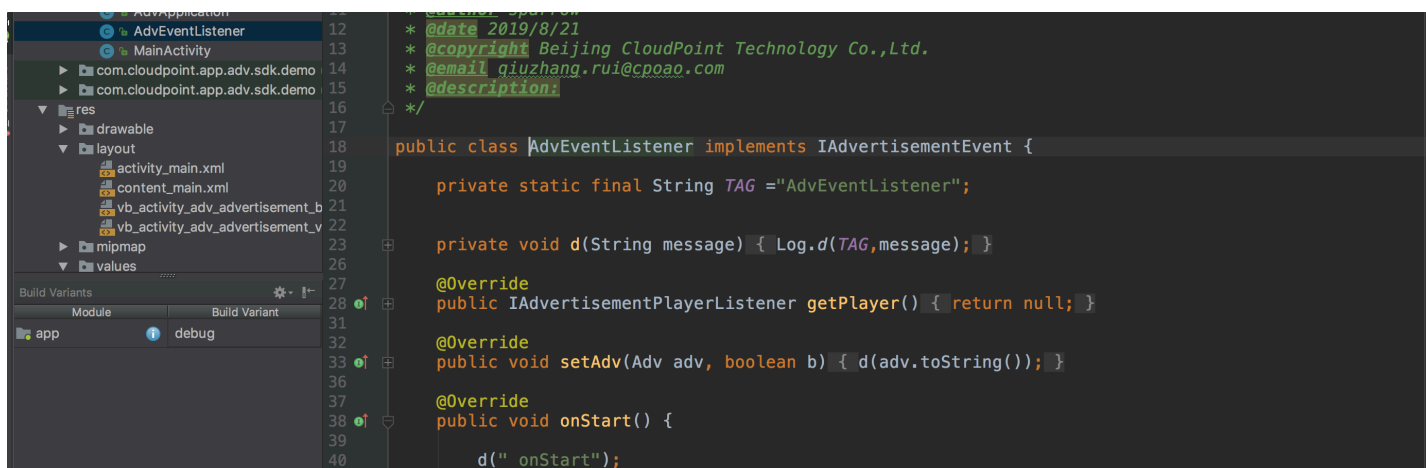 AdvApplication
AdvEventListener
MainActivity
com.cloudpoint.app.adv.sdk.demo
com.cloudpoint.app.adv.sdk.demo
res
drawable
layout
activity_main.xml
content_main.xml
vb_activity_adv_advertisement_b
vb_activity_adv_advertisement_v
mipmap
values
Build Variants
Module Build Variant
app debug
11 * @author Sparrow
12 * @date 2019/8/21
13 * @copyright Beijing CloudPoint Technology Co.,Ltd.
14 * @email qiuzhang.rui@cpoao.com
15 * @description:
16 */
17
18 public class AdvEventListener implements IAdvertisementEvent {
19
20 private static final String TAG ="AdvEventListener";
21
22
23 private void d(String message) { Log.d(TAG,message); }
26
27 @Override
28 public IAdvertisementPlayerListener getPlayer() { return null; }
31
32 @Override
33 public void setAdv(Adv adv, boolean b) { d(adv.toString()); }
36
37 @Override
38 public void onStart() {
39
40 d(" onStart");